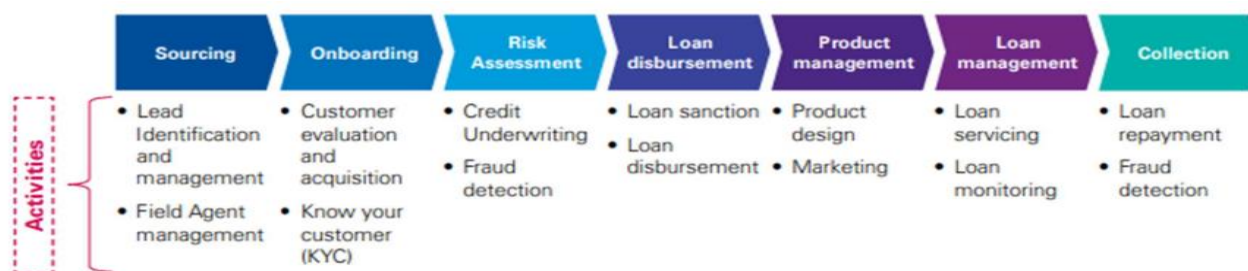 Sourcing
Onboarding
Risk
Assessment
Loan
disbursement
Product
management
Loan
management
Collection
Activities
• Lead
Identification
and
management
• Field Agent
management
• Customer
evaluation
and
acquisition
• Know your
customer
(KYC)
• Credit
Underwriting
• Fraud
detection
• Loan sanction
• Loan
disbursement
• Product
design
• Marketing
• Loan
servicing
• Loan
monitoring
• Loan
repayment
• Fraud
detection